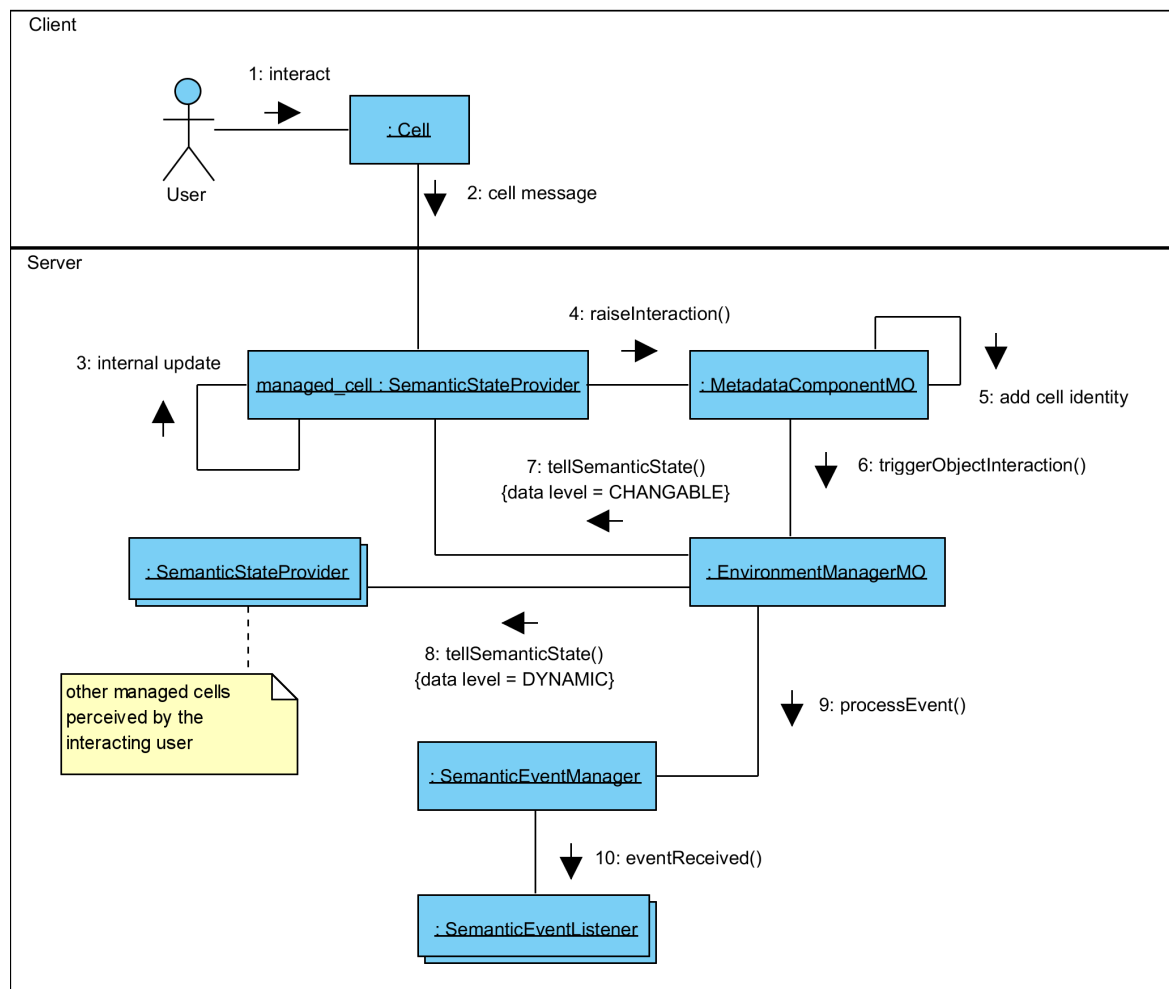 Client
1: interact
: Cell
User
2: cell message
Server
4: raiseInteraction()
3: internal update
managed_cell : SemanticStateProvider
: MetadataComponentMO
5: add cell identity
7: tellSemanticState()
{data level = CHANGABLE}
6: triggerObjectInteraction()
: SemanticStateProvider
: EnvironmentManagerMO
8: tellSemanticState()
{data level = DYNAMIC}
other managed cells
perceived by the
interacting user
9: processEvent()
: SemanticEventManager
10: eventReceived()
: SemanticEventListener